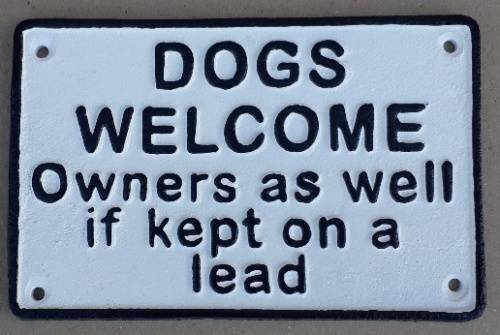 DOGS
WELCOME
Owners as well
if kept on a
lead